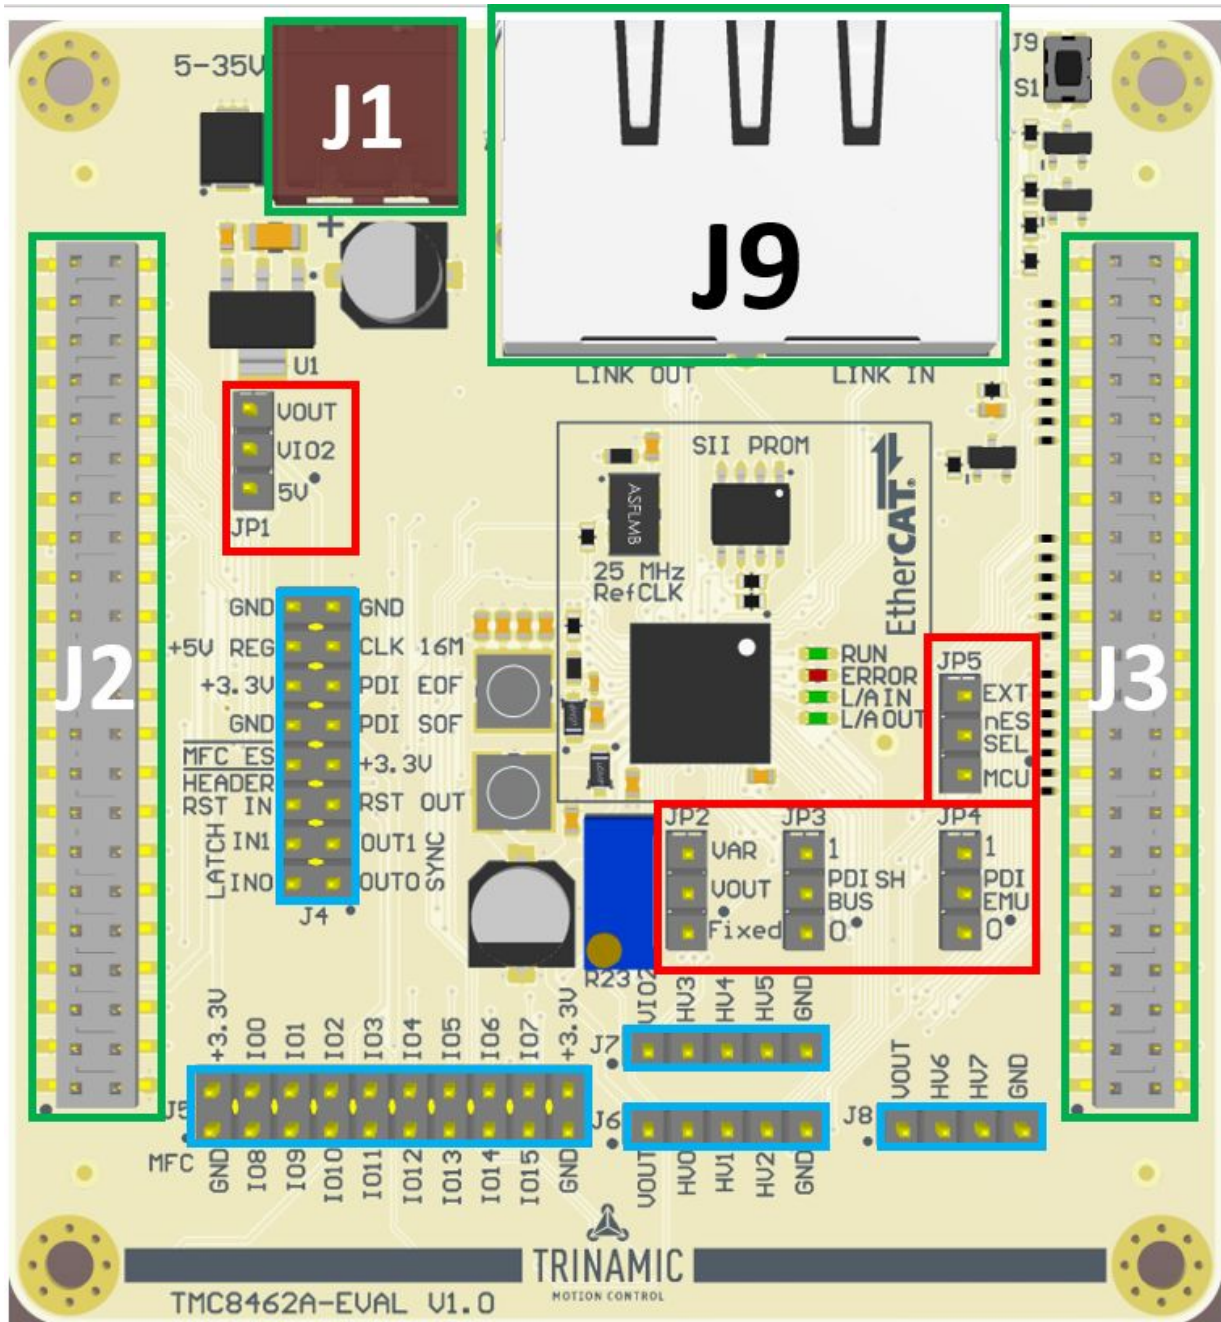 5-35V
J1
J9
J9
S1
+
U1
LINK OUT
LINK IN
VOUT
VIO2
5V
JP1
SII PROM
ASFLMB
25 MHz
RefCLK
EtherCAT®
J2
J3
GND
GND
+5V REG
CLK 16M
+3.3V
PDI EOF
GND
PDI SOF
MFC ES
+3.3V
HEADER
RST IN
RST OUT
LATCH
IN1
OUT1
SYNC
IN0
OUT0
J4
RUN
ERROR
L/A IN
L/A OUT
JP5
EXT
nES
SEL
MCU
JP2
VAR
VOUT
Fixed
JP3
1
PDI SH
BUS
0
JP4
1
PDI
EMU
0
R23
+3.3V
IO0
IO1
IO2
IO3
IO4
IO5
IO6
IO7
+3.3V
J5
MFC
GND
IO8
IO9
IO10
IO11
IO12
IO13
IO14
IO15
GND
VIO2
HV3
HV4
HV5
GND
J7
J6
VOUT
HV0
HV1
HV2
GND
J8
VOUT
HV6
HV7
GND
TRINAMIC
MOTION CONTROL
TMC8462A-EVAL V1.0